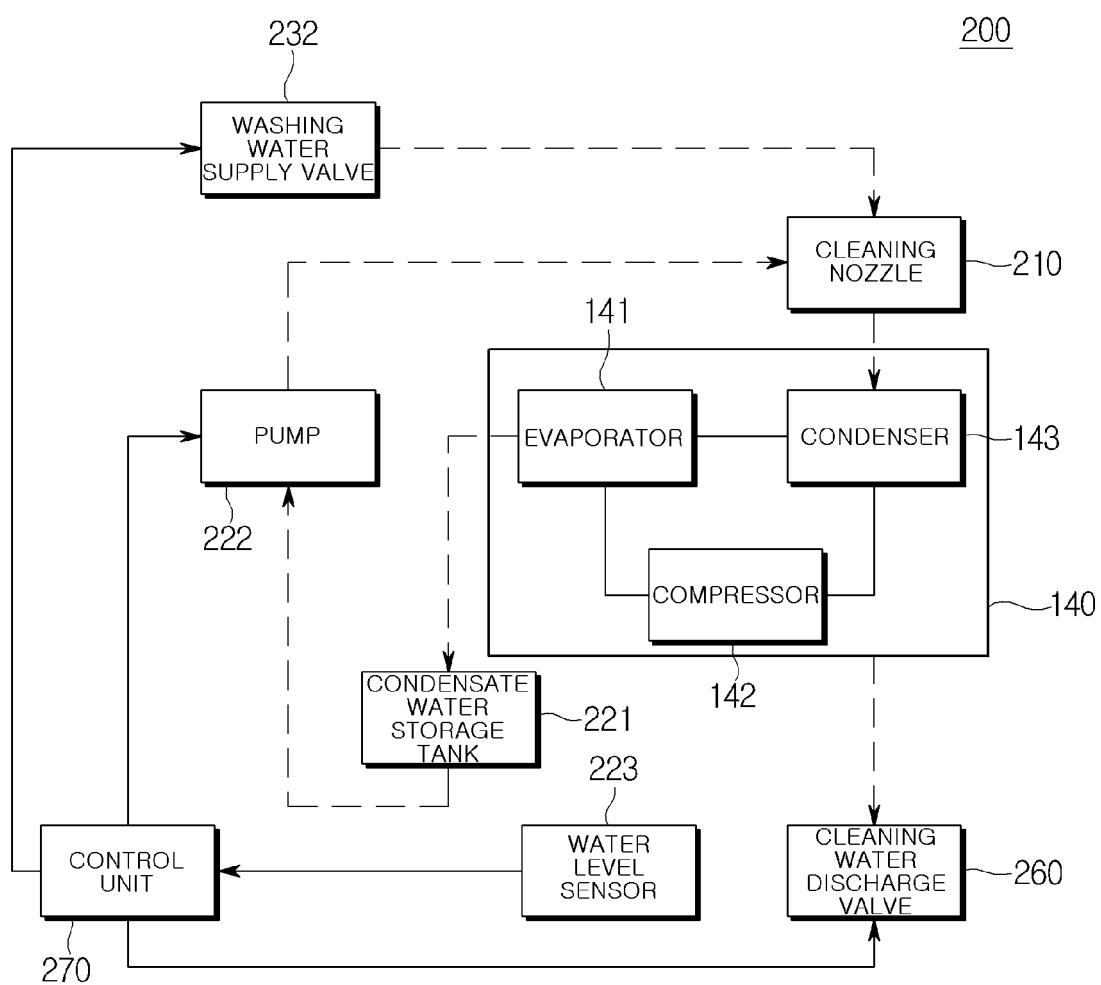 200
232
WASHING
WATER
SUPPLY VALVE
CLEANING
NOZZLE
210
141
PUMP
222
EVAPORATOR
CONDENSER
143
COMPRESSOR
140
142
CONDENSATE
WATER
STORAGE
TANK
221
223
CONTROL
UNIT
270
WATER
LEVEL
SENSOR
CLEANING
WATER
DISCHARGE
VALVE
260